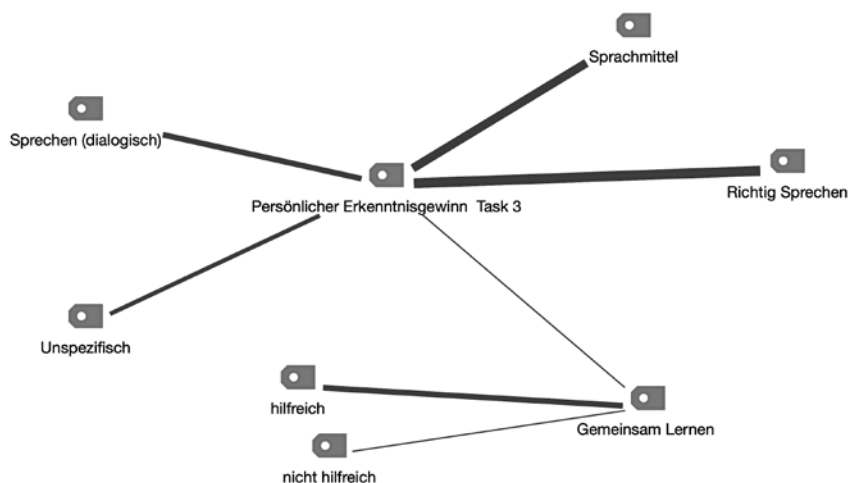 Sprachmittel
Sprechen (dialogisch)
Richtig Sprechen
Persönlicher Erkenntnisgewinn Task 3
Unspezifisch
hilfreich
Gemeinsam Lernen
nicht hilfreich